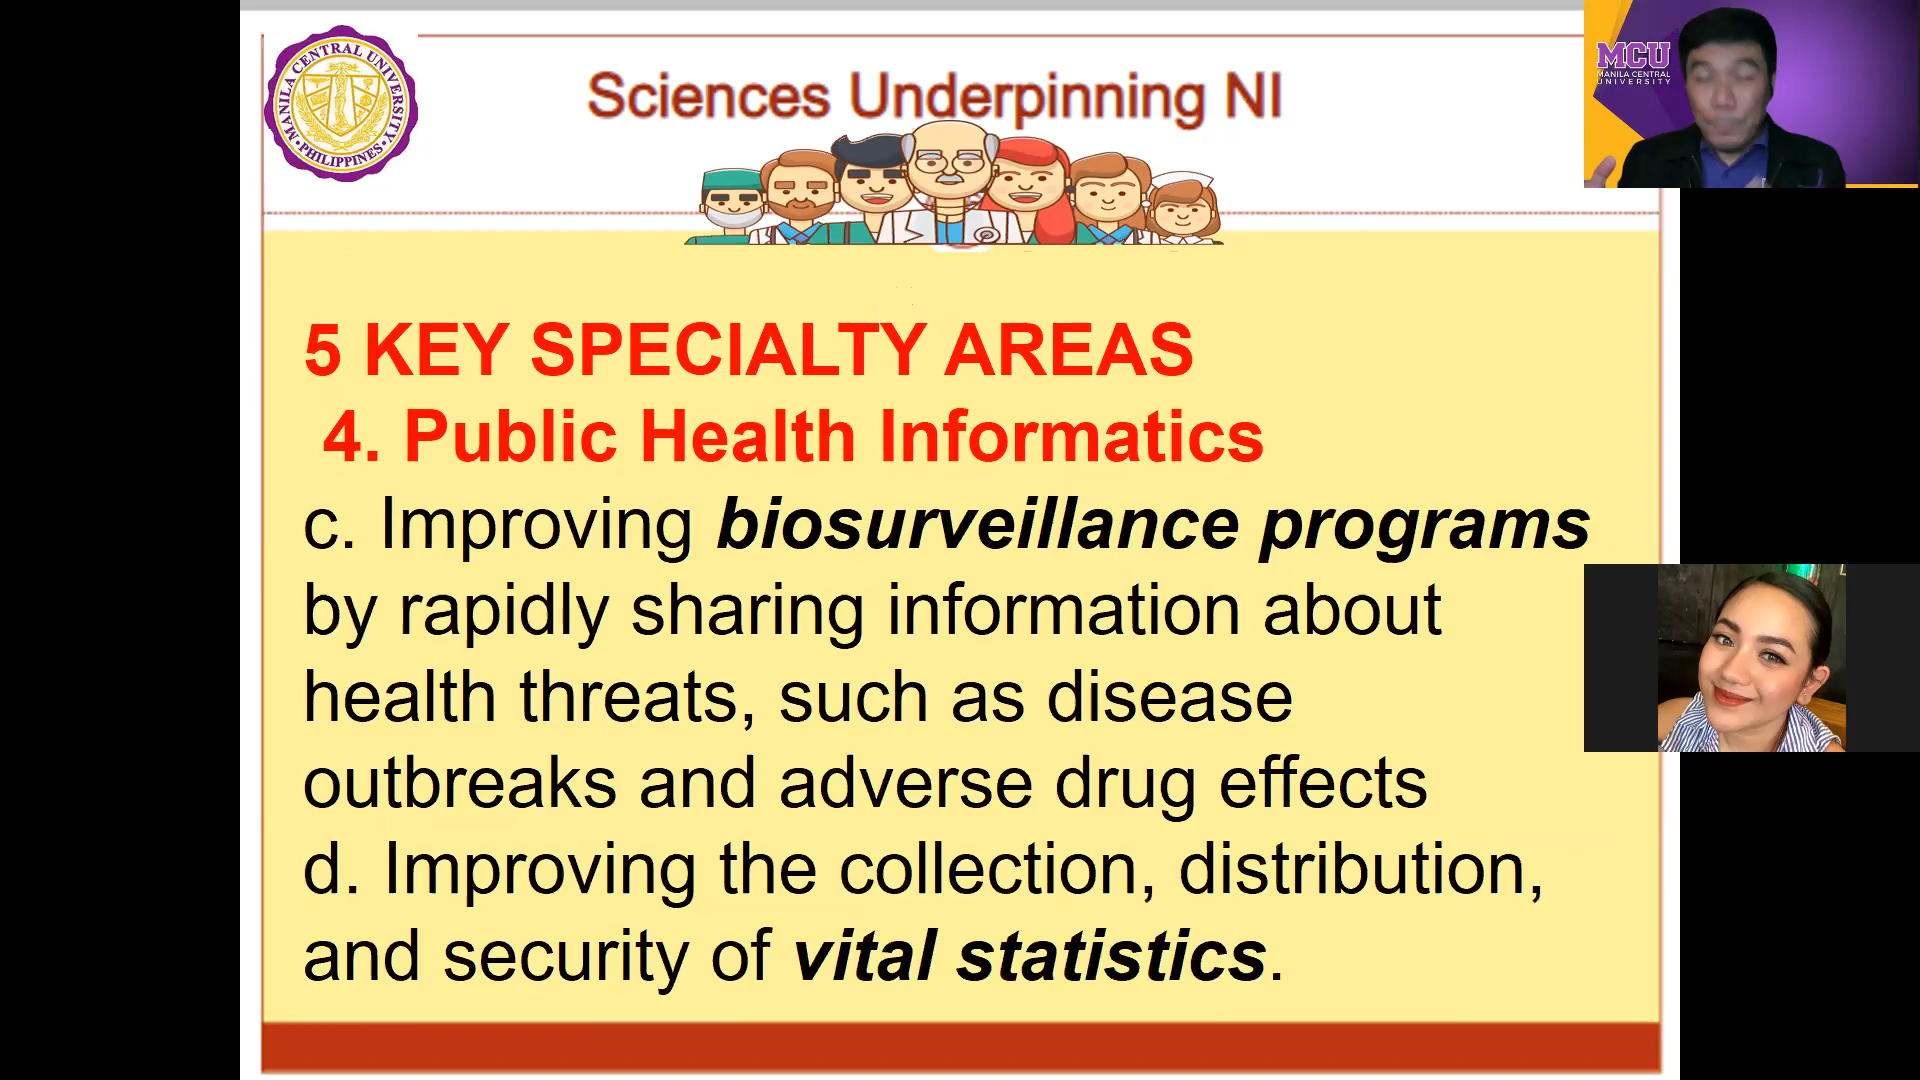 MANILA CENTRAL UNIVERSITY
PHILIPPINES
Sciences Underpinning NI
MCU
MANILA CENTRAL
UNIVERSITY
5 KEY SPECIALTY AREAS
4. Public Health Informatics
c. Improving biosurveillance programs
by rapidly sharing information about
health threats, such as disease
outbreaks and adverse drug effects
d. Improving the collection, distribution,
and security of vital statistics.